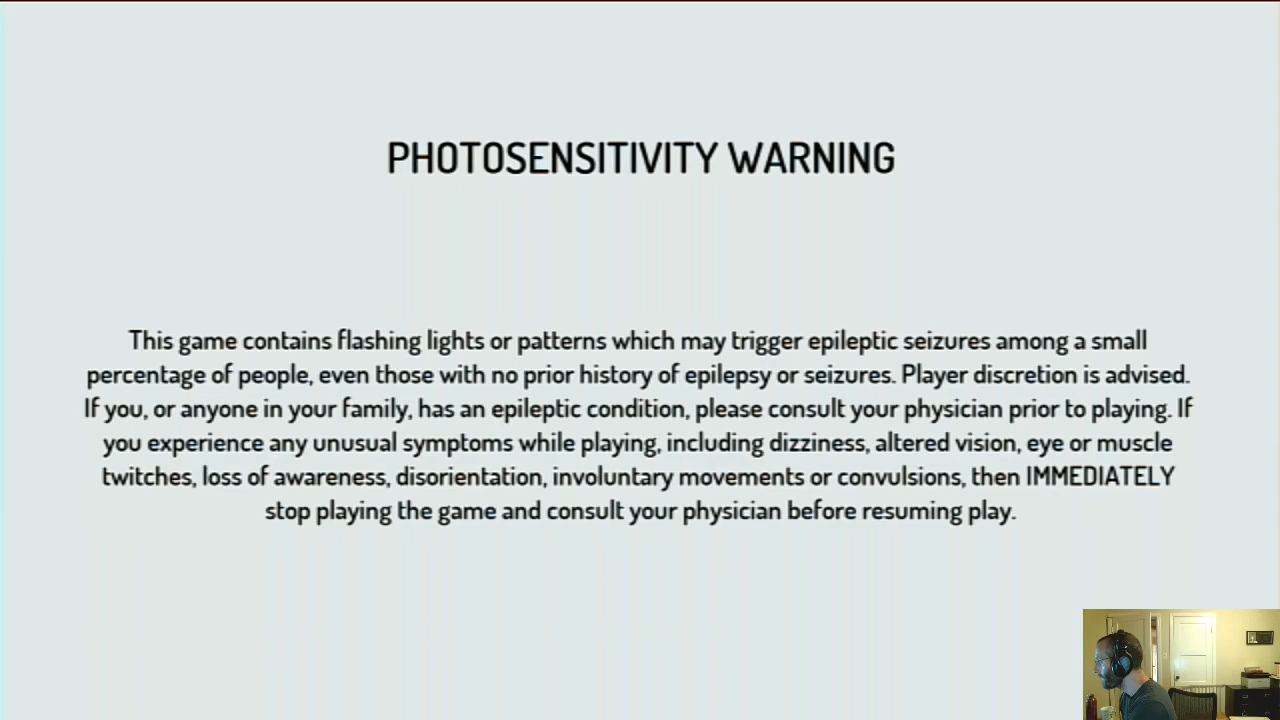 PHOTOSENSITIVITY WARNING
This game contains flashing lights or patterns which may trigger epileptic seizures among a small
percentage of people, even those with no prior history of epilepsy or seizures. Player discretion is advised.
If you, or anyone in your family, has an epileptic condition, please consult your physician prior to playing. If
you experience any unusual symptoms while playing, including dizziness, altered vision, eye or muscle
twitches, loss of awareness, disorientation, involuntary movements or convulsions, then IMMEDIATELY
stop playing the game and consult your physician before resuming play.